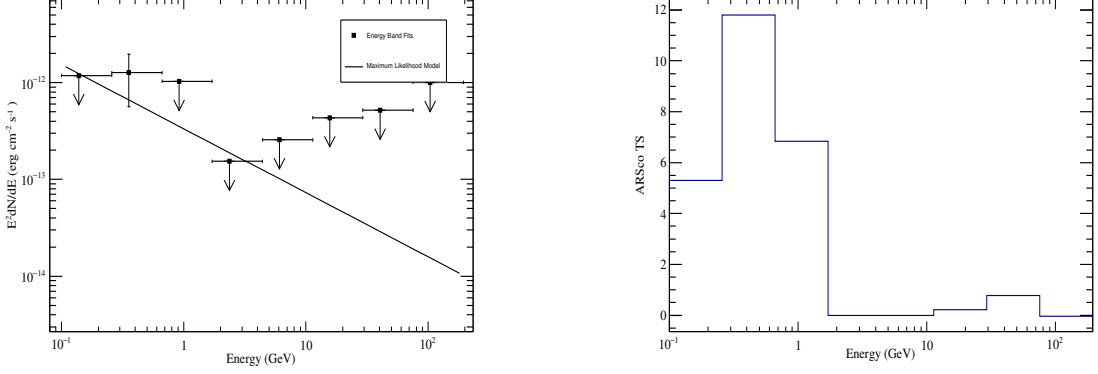 Energy Band Fits
Maximum Likelihood Model
10⁻¹²
10⁻¹³
10⁻¹⁴
E²dN/dE (erg cm⁻² s⁻¹ )
10⁻¹ 1 10 10²
Energy (GeV)
12
10
8
6
4
2
0
ARSco TS
10⁻¹ 1 10 10²
Energy (GeV)